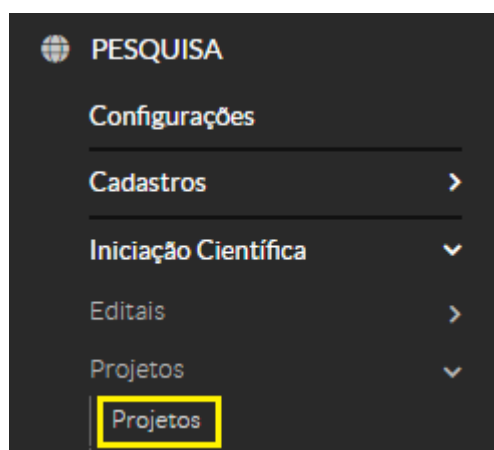 PESQUISA
Configurações
Cadastros
Iniciação Científica
Editais
Projetos
Projetos